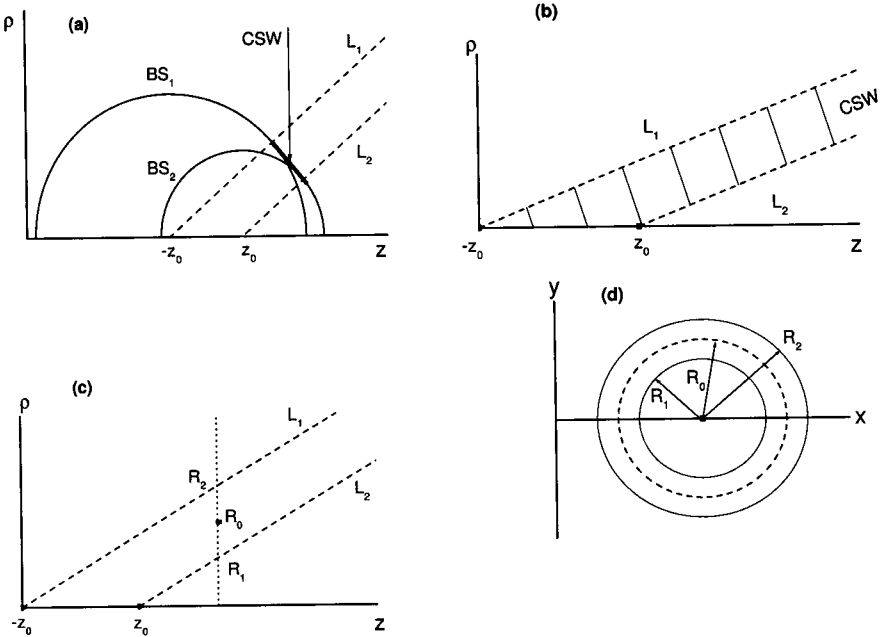 (a)
ρ
BS₁
BS₂
CSW
L₁
L₂
-z₀
z₀
z
(b)
ρ
L₁
CSW
L₂
-z₀
z₀
z
(c)
ρ
L₁
R₂
L₂
R₀
R₁
-z₀
z₀
z
(d)
y
R₂
R₀
R₁
x